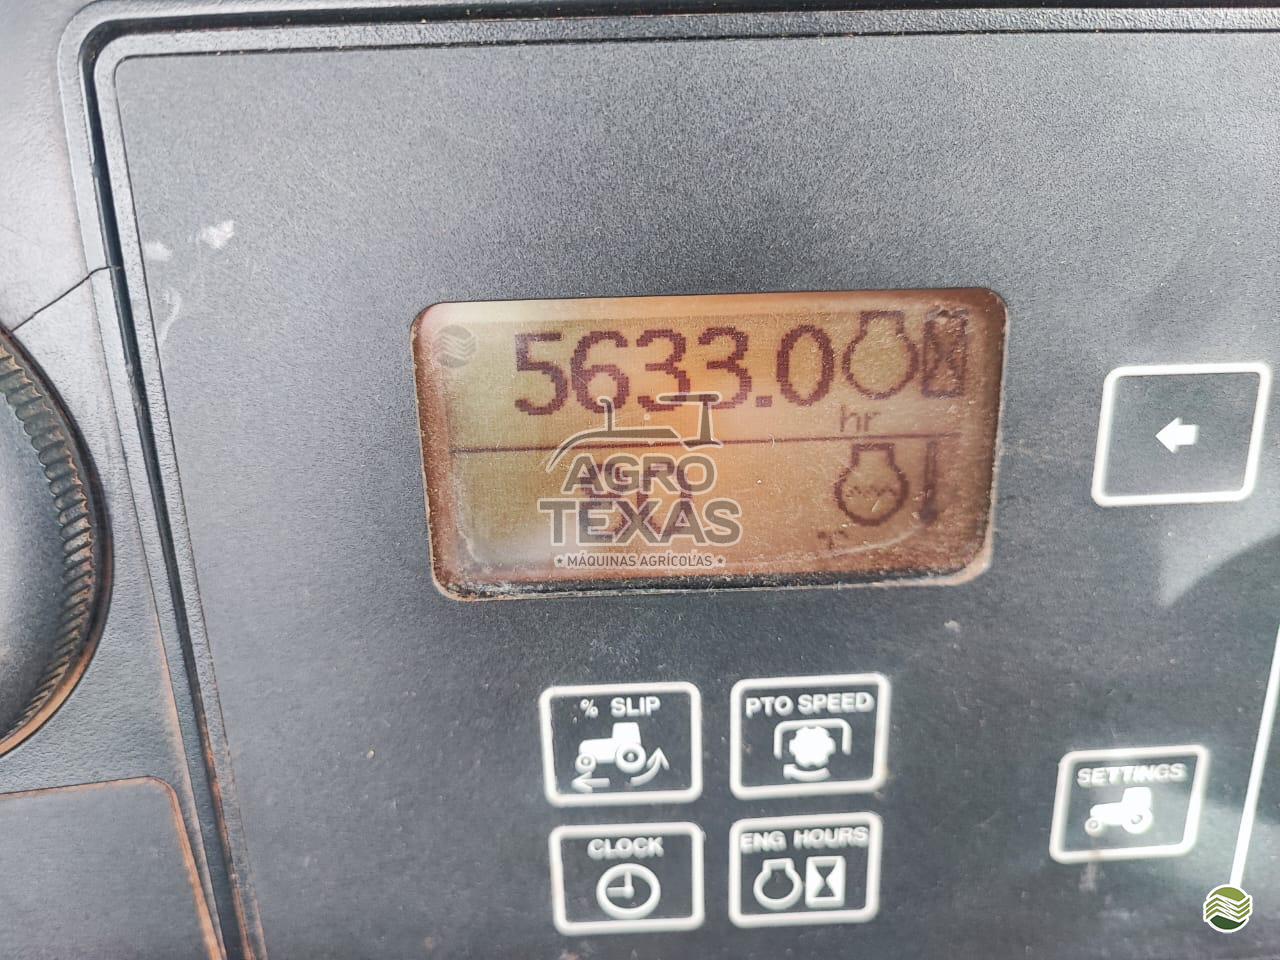 5633.0
hr
AGRO
TEXAS
MÁQUINAS AGRÍCOLAS
% SLIP
PTO SPEED
SETTINGS
CLOCK
ENG HOURS